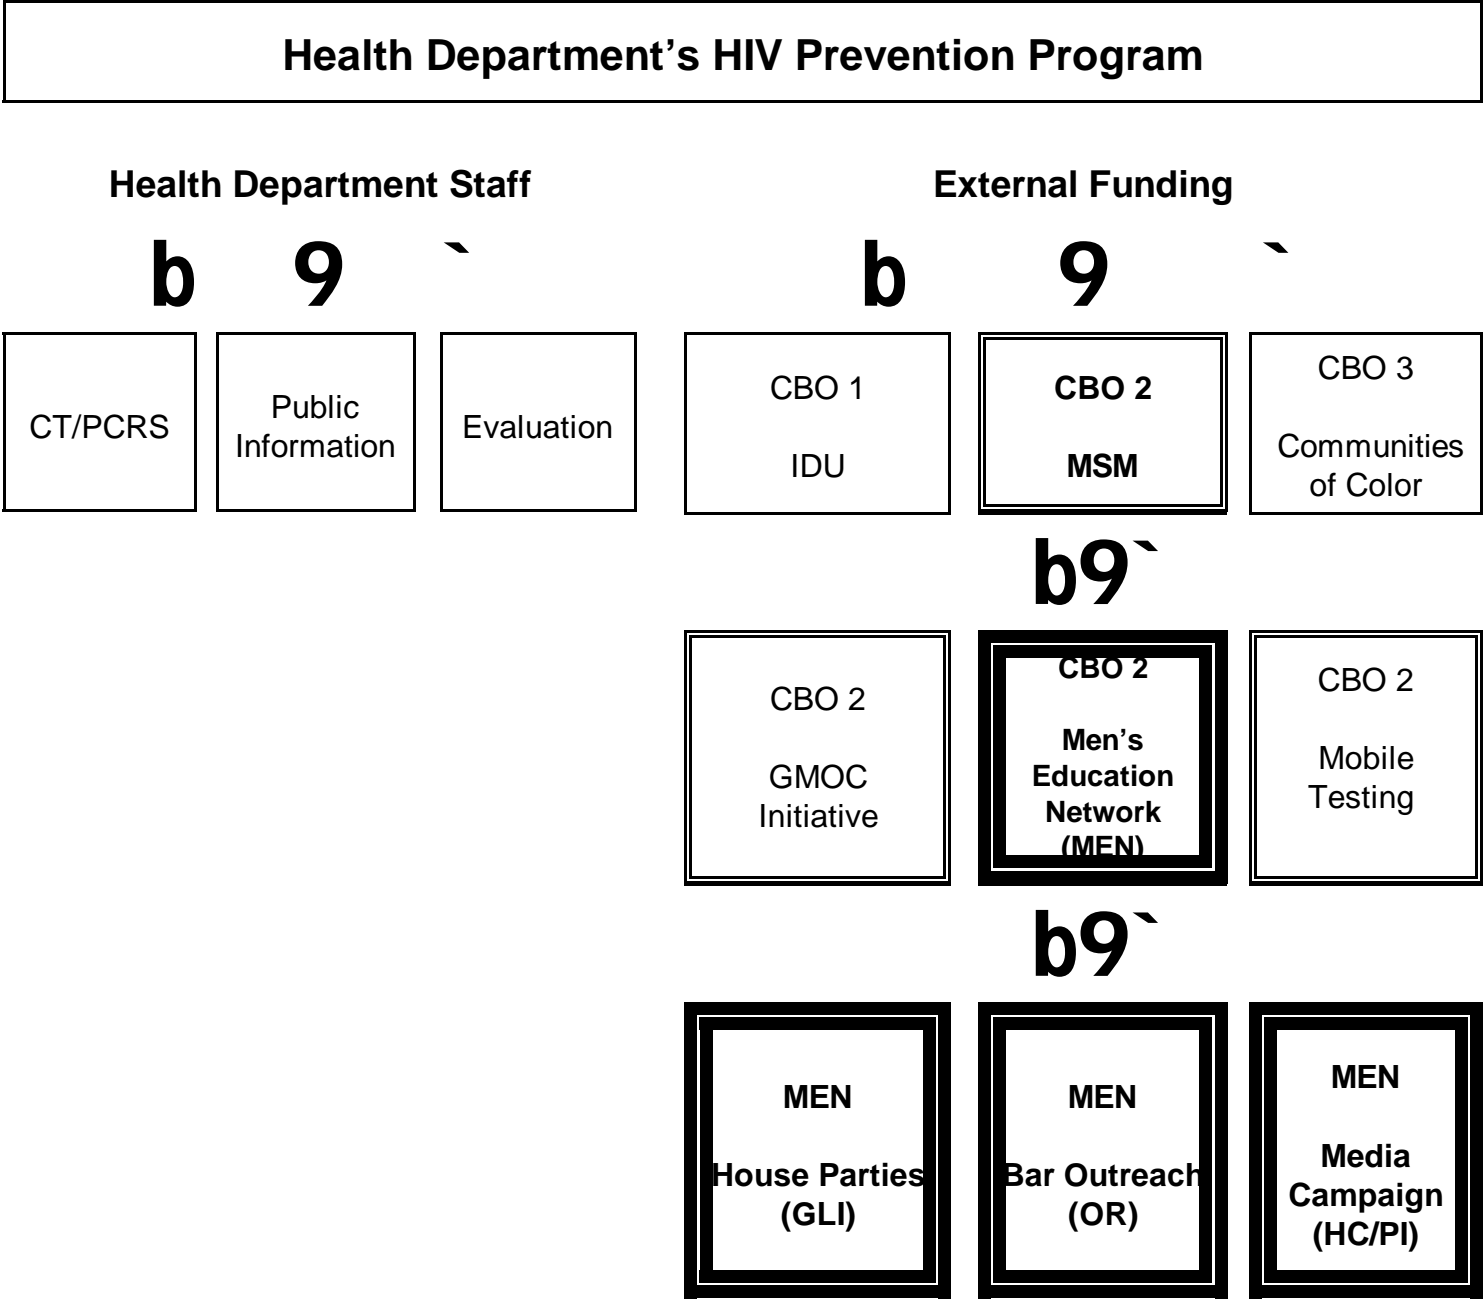 Health Department’s HIV Prevention Program
Health Department Staff
External Funding
b 9 `
b 9 `
CT/PCRS
Public
Information
Evaluation
CBO 1
IDU
CBO 2
MSM
CBO 3
Communities
of Color
b9`
CBO 2
GMOC
Initiative
CBO 2
Men’s
Education
Network
(MEN)
CBO 2
Mobile
Testing
b9`
MEN
House Parties
(GLI)
MEN
Bar Outreach
(OR)
MEN
Media
Campaign
(HC/PI)